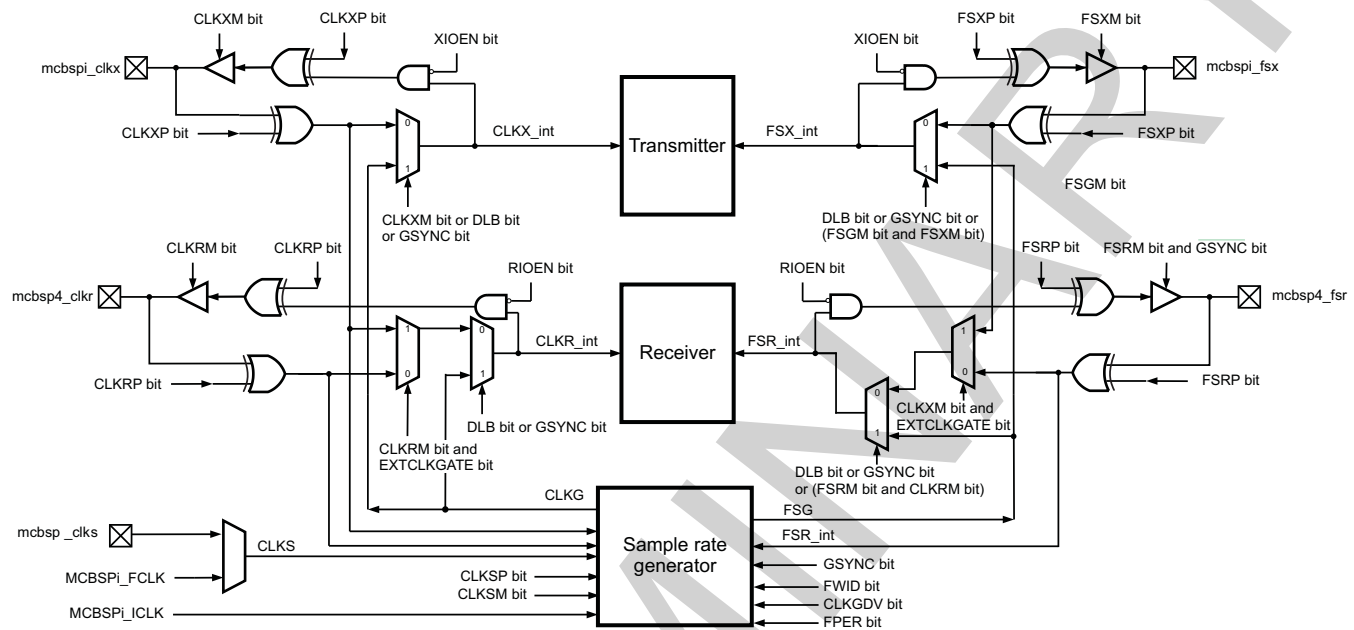 CLKXM bit
CLKXP bit
XIOEN bit
mcbspi_clkx
CLKXP bit
0
1
CLKX_int
CLKXM bit or DLB bit
or GSYNC bit
Transmitter
FSX_int
XIOEN bit
FSXP bit
FSXM bit
mcbspi_fsx
0
1
FSXP bit
FSGM bit
DLB bit or GSYNC bit or
(FSGM bit and FSXM bit)
CLKRM bit
CLKRP bit
RIOEN bit
mcbsp4_clkr
CLKRP bit
1
0
0
1
CLKR_int
DLB bit or GSYNC bit
CLKRM bit and
EXTCLKGATE bit
Receiver
FSR_int
RIOEN bit
FSRP bit
FSRM bit and GSYNC bit
mcbsp4_fsr
1
0
0
1
FSRP bit
CLKXM bit and
EXTCLKGATE bit
DLB bit or GSYNC bit
or (FSRM bit and CLKRM bit)
CLKG
FSG
mcbsp _clks
CLKS
MCBSPi_FCLK
CLKSP bit
CLKSM bit
MCBSPi_ICLK
Sample rate
generator
FSR_int
GSYNC bit
FWID bit
CLKGDV bit
FPER bit